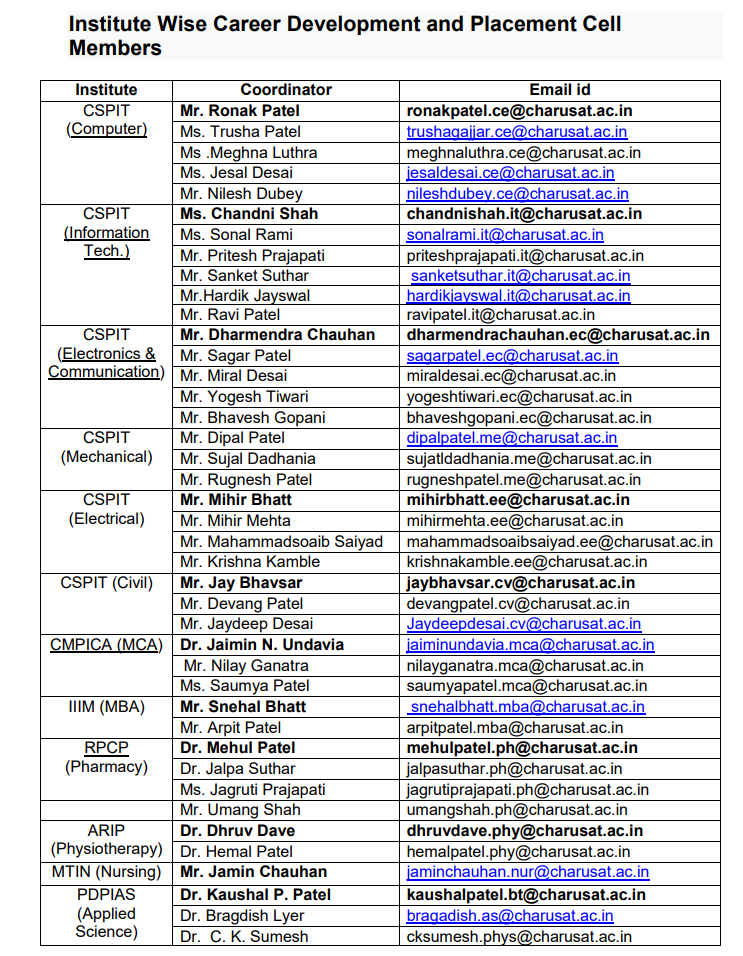 Institute Wise Career Development and Placement Cell
Members
Institute Coordinator Email id
CSPIT Mr. Ronak Patel ronakpatel.ce@charusat.ac.in
(Computer) Ms. Trusha Patel trushagajjar.ce@charusat.ac.in
Ms .Meghna Luthra meghnaluthra.ce@charusat.ac.in
Ms. Jesal Desai jesaldesai.ce@charusat.ac.in
Mr. Nilesh Dubey nileshdubey.ce@charusat.ac.in
CSPIT Ms. Chandni Shah chandnishah.it@charusat.ac.in
(Information Ms. Sonal Rami sonalrami.it@charusat.ac.in
Tech.) Mr. Pritesh Prajapati priteshprajapati.it@charusat.ac.in
Mr. Sanket Suthar sanketsuthar.it@charusat.ac.in
Mr.Hardik Jayswal hardikjayswal.it@charusat.ac.in
Mr. Ravi Patel ravipatel.it@charusat.ac.in
CSPIT Mr. Dharmendra Chauhan dharmendrachauhan.ec@charusat.ac.in
(Electronics & Mr. Sagar Patel sagarpatel.ec@charusat.ac.in
Communication) Mr. Miral Desai miraldesai.ec@charusat.ac.in
Mr. Yogesh Tiwari yogeshtiwari.ec@charusat.ac.in
Mr. Bhavesh Gopani bhaveshgopani.ec@charusat.ac.in
CSPIT Mr. Dipal Patel dipalpatel.me@charusat.ac.in
(Mechanical) Mr. Sujal Dadhania sujatldadhania.me@charusat.ac.in
Mr. Rugnesh Patel rugneshpatel.me@charusat.ac.in
CSPIT Mr. Mihir Bhatt mihirbhatt.ee@charusat.ac.in
(Electrical) Mr. Mihir Mehta mihirmehta.ee@charusat.ac.in
Mr. Mahammadsoaib Saiyad mahammadsoaibsaiyad.ee@charusat.ac.in
Mr. Krishna Kamble krishnakamble.ee@charusat.ac.in
CSPIT (Civil) Mr. Jay Bhavsar jaybhavsar.cv@charusat.ac.in
Mr. Devang Patel devangpatel.cv@charusat.ac.in
Mr. Jaydeep Desai Jaydeepdesai.cv@charusat.ac.in
CMPICA (MCA) Dr. Jaimin N. Undavia jaiminundavia.mca@charusat.ac.in
Mr. Nilay Ganatra nilayganatra.mca@charusat.ac.in
Ms. Saumya Patel saumyapatel.mca@charusat.ac.in
IIIM (MBA) Mr. Snehal Bhatt snehalbhatt.mba@charusat.ac.in
Mr. Arpit Patel arpitpatel.mba@charusat.ac.in
RPCP Dr. Mehul Patel mehulpatel.ph@charusat.ac.in
(Pharmacy) Dr. Jalpa Suthar jalpasuthar.ph@charusat.ac.in
Ms. Jagruti Prajapati jagrutiprajapati.ph@charusat.ac.in
Mr. Umang Shah umangshah.ph@charusat.ac.in
ARIP Dr. Dhruv Dave dhruvdave.phy@charusat.ac.in
(Physiotherapy) Dr. Hemal Patel hemalpatel.phy@charusat.ac.in
MTIN (Nursing) Mr. Jamin Chauhan jaminchauhan.nur@charusat.ac.in
PDPIAS Dr. Kaushal P. Patel kaushalpatel.bt@charusat.ac.in
(Applied Dr. Bragdish Lyer bragadish.as@charusat.ac.in
Science) Dr. C. K. Sumesh cksumesh.phys@charusat.ac.in